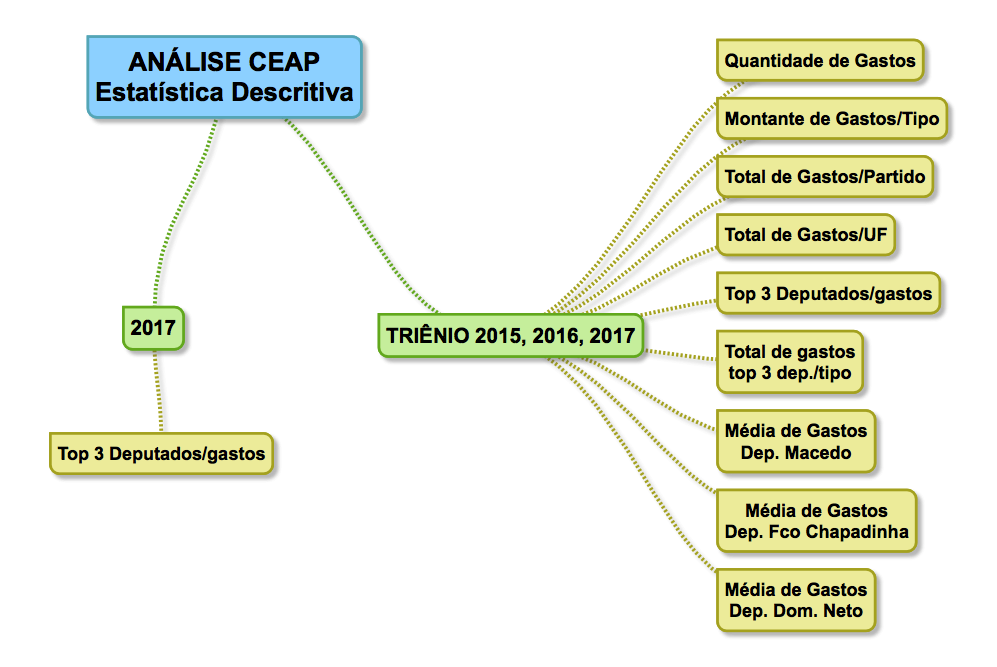 ANÁLISE CEAP
Estatística Descritiva
2017
Top 3 Deputados/gastos
TRIÊNIO 2015, 2016, 2017
Quantidade de Gastos
Montante de Gastos/Tipo
Total de Gastos/Partido
Total de Gastos/UF
Top 3 Deputados/gastos
Total de gastos
top 3 dep./tipo
Média de Gastos
Dep. Macedo
Média de Gastos
Dep. Fco Chapadinha
Média de Gastos
Dep. Dom. Neto